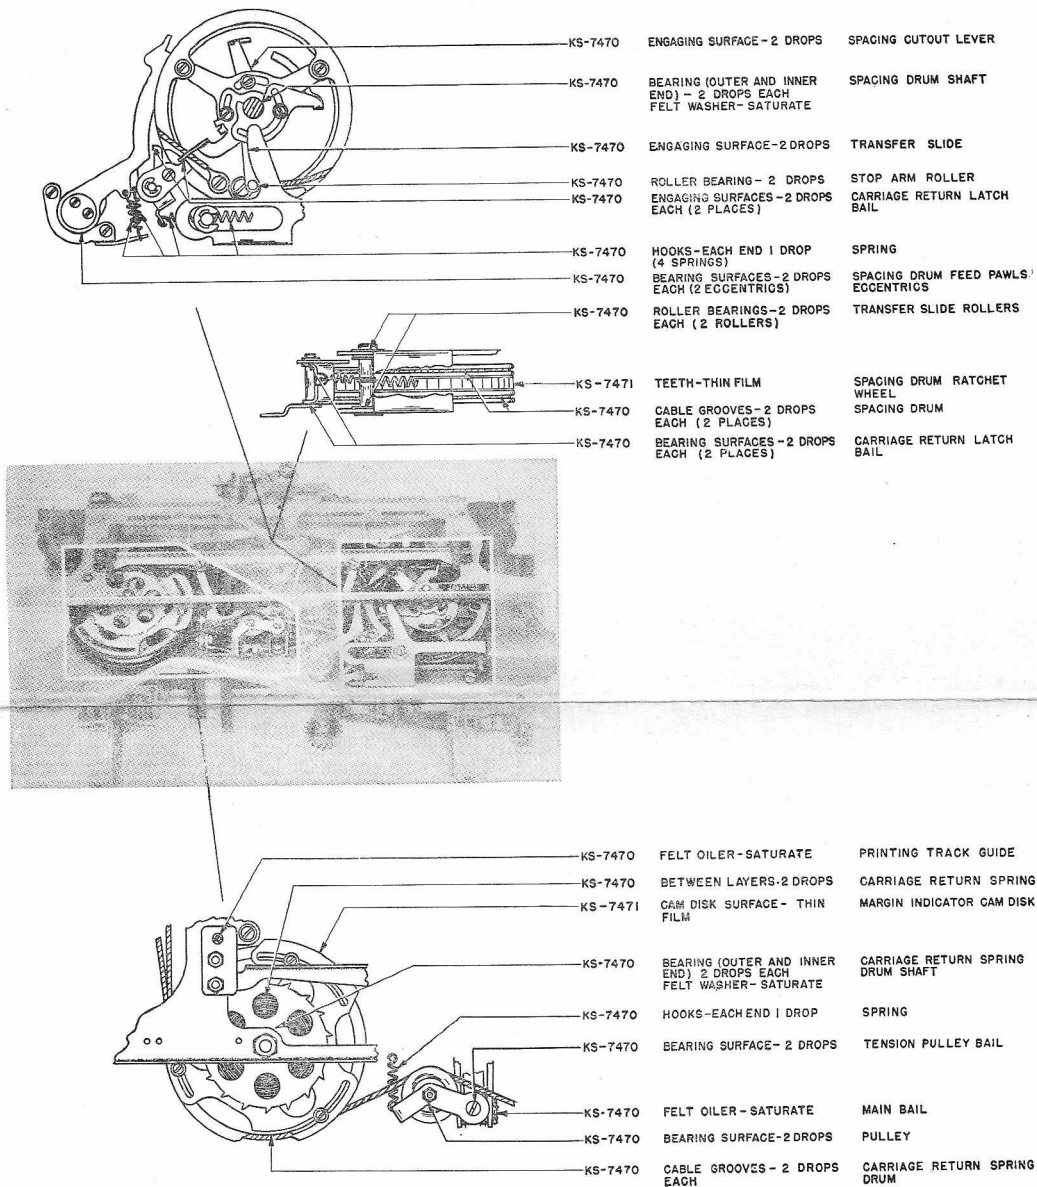 KS-7470 ENGAGING SURFACE-2 DROPS SPACING CUTOUT LEVER
KS-7470 BEARING (OUTER AND INNER SPACING DRUM SHAFT
END) - 2 DROPS EACH
FELT WASHER-SATURATE
KS-7470 ENGAGING SURFACE-2 DROPS TRANSFER SLIDE
KS-7470 ROLLER BEARING- 2 DROPS STOP ARM ROLLER
KS-7470 ENGAGING SURFACES-2 DROPS CARRIAGE RETURN LATCH
EACH (2 PLACES) BAIL
KS-7470 HOOKS-EACH END 1 DROP SPRING
(4 SPRINGS)
KS-7470 BEARING SURFACES-2 DROPS SPACING DRUM FEED PAWLS
EACH (2 ECCENTRICS) ECCENTRICS
KS-7470 ROLLER BEARINGS-2 DROPS TRANSFER SLIDE ROLLERS
EACH (2 ROLLERS)
KS-7471 TEETH-THIN FILM SPACING DRUM RATCHET
WHEEL
KS-7470 CABLE GROOVES-2 DROPS SPACING DRUM
EACH (2 PLACES)
KS-7470 BEARING SURFACES-2 DROPS CARRIAGE RETURN LATCH
EACH (2 PLACES) BAIL
KS-7470 FELT OILER-SATURATE PRINTING TRACK GUIDE
KS-7470 BETWEEN LAYERS-2 DROPS CARRIAGE RETURN SPRING
KS-7471 CAM DISK SURFACE- THIN MARGIN INDICATOR CAM DISK
FILM
KS-7470 BEARING (OUTER AND INNER CARRIAGE RETURN SPRING
END) 2 DROPS EACH DRUM SHAFT
FELT WASHER-SATURATE
KS-7470 HOOKS-EACH END 1 DROP SPRING
KS-7470 BEARING SURFACE- 2 DROPS TENSION PULLEY BAIL
KS-7470 FELT OILER-SATURATE MAIN BAIL
KS-7470 BEARING SURFACE-2 DROPS PULLEY
KS-7470 CABLE GROOVES- 2 DROPS CARRIAGE RETURN SPRING
EACH DRUM